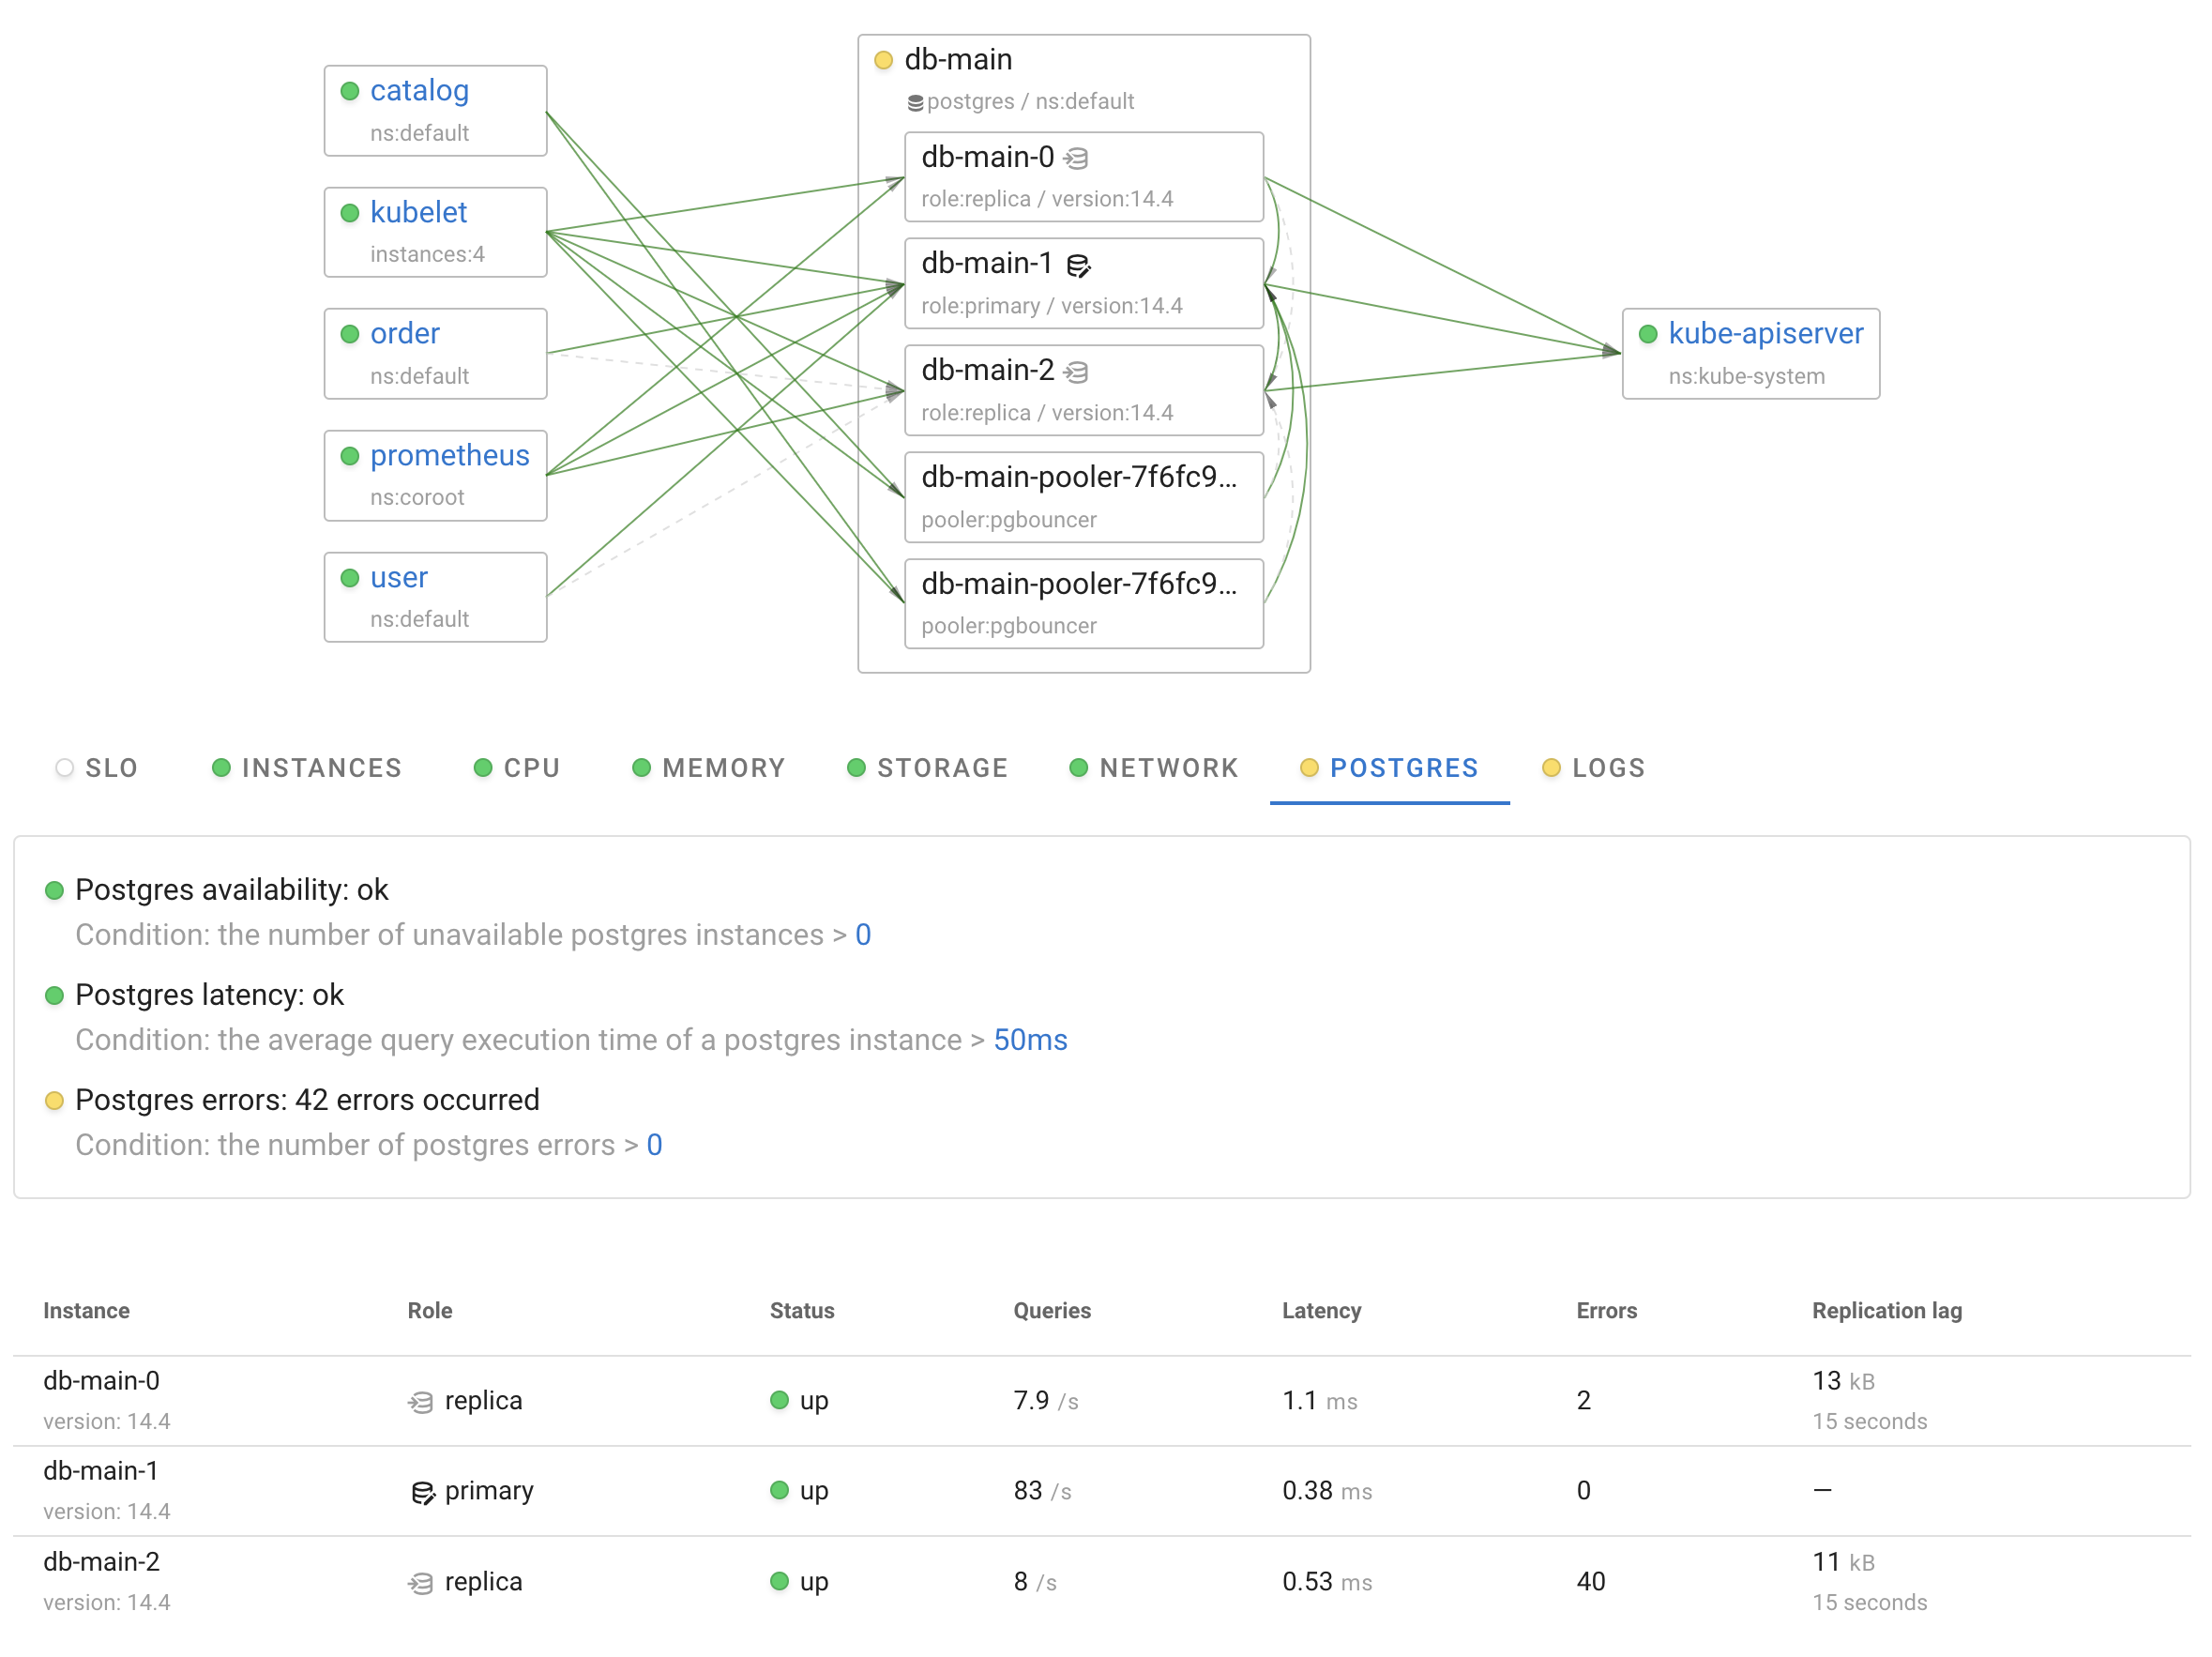 catalog
ns:default
kubelet
instances:4
order
ns:default
prometheus
ns:coroot
user
ns:default
db-main
postgres / ns:default
db-main-0
role:replica / version:14.4
db-main-1
role:primary / version:14.4
db-main-2
role:replica / version:14.4
db-main-pooler-7f6fc9...
pooler:pgbouncer
db-main-pooler-7f6fc9...
pooler:pgbouncer
kube-apiserver
ns:kube-system
SLO INSTANCES CPU MEMORY STORAGE NETWORK POSTGRES LOGS
Postgres availability: ok
Condition: the number of unavailable postgres instances > 0
Postgres latency: ok
Condition: the average query execution time of a postgres instance > 50ms
Postgres errors: 42 errors occurred
Condition: the number of postgres errors > 0
Instance Role Status Queries Latency Errors Replication lag
db-main-0 replica up 7.9 /s 1.1 ms 2 13 kB
version: 14.4 15 seconds
db-main-1 primary up 83 /s 0.38 ms 0 —
version: 14.4
db-main-2 replica up 8 /s 0.53 ms 40 11 kB
version: 14.4 15 seconds